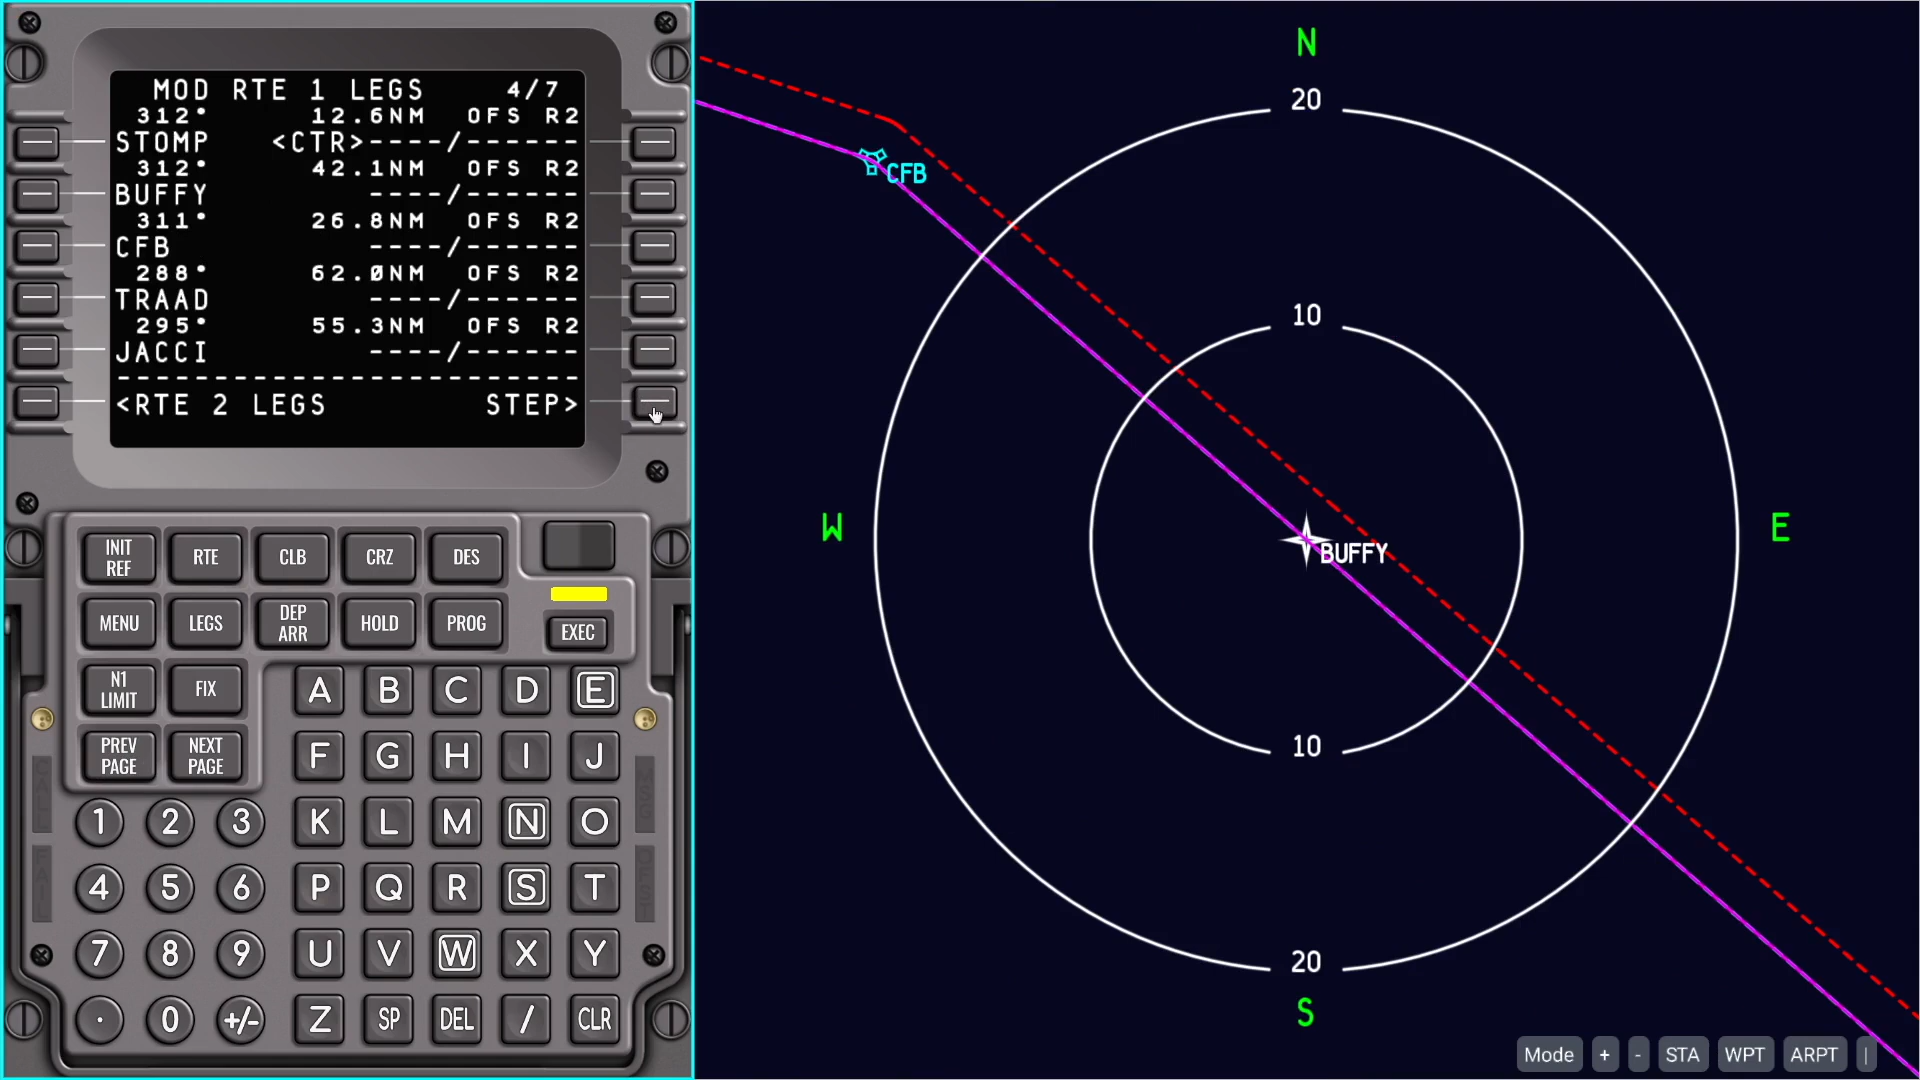 MOD RTE 1 LEGS 4/7
312° 12.6NM OFS R2
STOMP <CTR>----/------
312° 42.1NM OFS R2
BUFFY ----/------
311° 26.8NM OFS R2
CFB ----/------
288° 62.0NM OFS R2
TRAAD ----/------
295° 55.3NM OFS R2
JACCI ----/------
------------------------
<RTE 2 LEGS STEP>
INIT REF RTE CLB CRZ DES
MENU LEGS DEP ARR HOLD PROG EXEC
N1 LIMIT FIX
PREV PAGE NEXT PAGE
A B C D E
F G H I J
1 2 3 K L M N O
4 5 6 P Q R S T
7 8 9 U V W X Y
. 0 +/- Z SP DEL / CLR
N
20
10
CFB
W
BUFFY
E
10
20
S
Mode + - STA WPT ARPT |